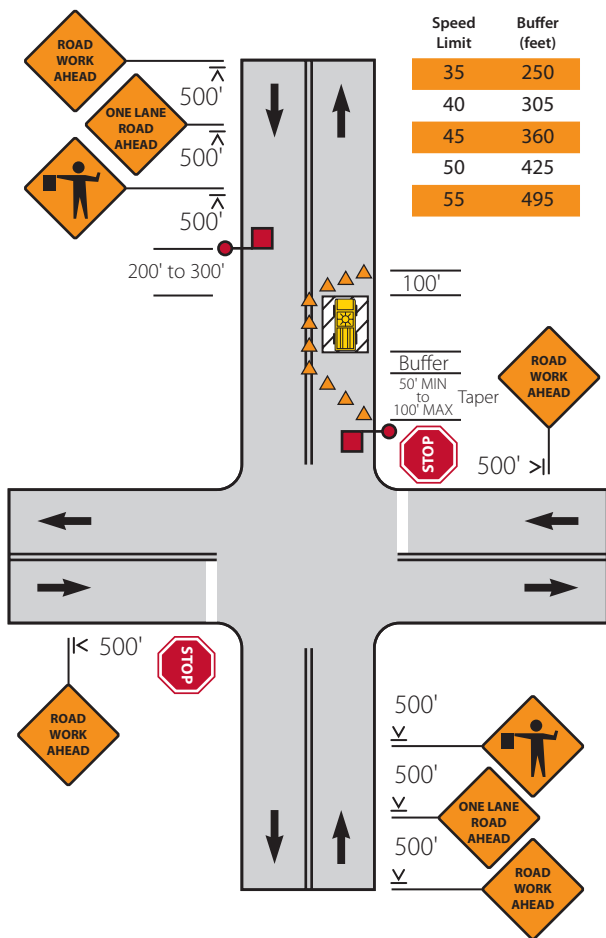 ROAD
WORK
AHEAD
500'
ONE LANE
ROAD
AHEAD
500'
500'
200' to 300'
Speed Limit Buffer (feet)
35 250
40 305
45 360
50 425
55 495
100'
Buffer
50' MIN
to
100' MAX
Taper
ROAD
WORK
AHEAD
STOP
500'
500'
STOP
ROAD
WORK
AHEAD
500'
500'
ONE LANE
ROAD
AHEAD
500'
ROAD
WORK
AHEAD